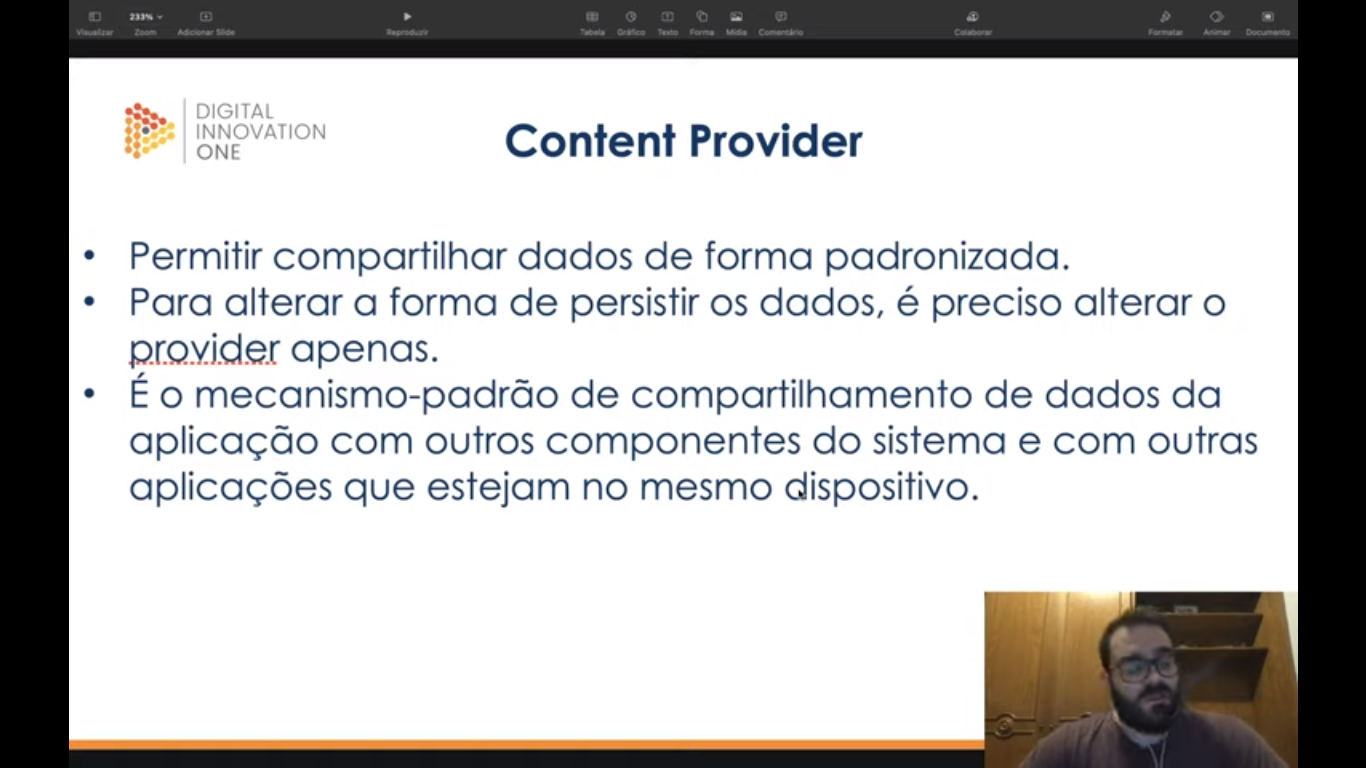 Visualizar
233%
Zoom
Adicionar Slide
Reproduzir
Tabela
Gráfico
Texto
Forma
Mídia
Comentário
Colaborar
Formatar
Animar
Documento
DIGITAL
INNOVATION
ONE
Content Provider
• Permitir compartilhar dados de forma padronizada.
• Para alterar a forma de persistir os dados, é preciso alterar o
provider apenas.
• É o mecanismo-padrão de compartilhamento de dados da
aplicação com outros componentes do sistema e com outras
aplicações que estejam no mesmo dispositivo.